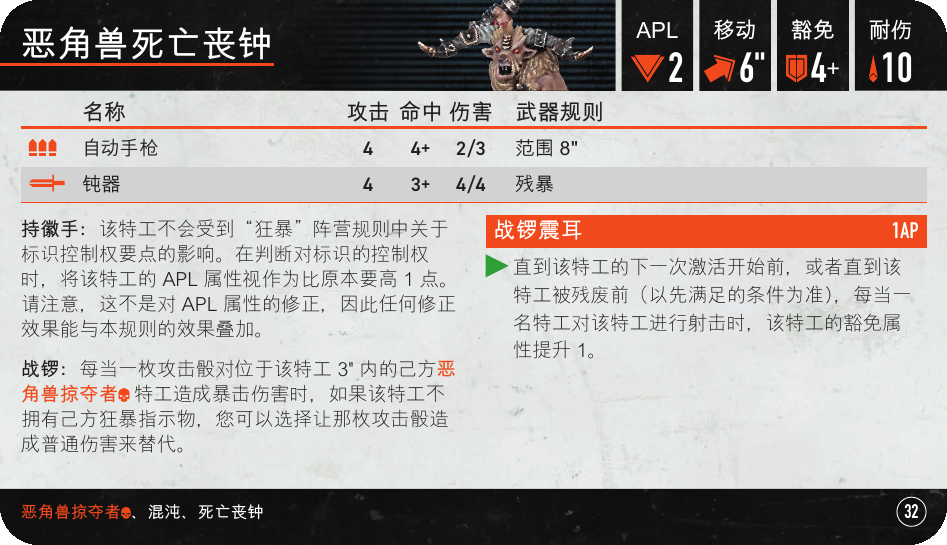 恶角兽死亡丧钟
APL 移动 豁免 耐伤
2 6" 4+ 10
名称 攻击 命中 伤害 武器规则
自动手枪 4 4+ 2/3 范围 8"
钝器 4 3+ 4/4 残暴
持徽手：该特工不会受到“狂暴”阵营规则中关于
标识控制权要点的影响。在判断对标识的控制权
时，将该特工的 APL 属性视作为比原本要高 1 点。
请注意，这不是对 APL 属性的修正，因此任何修正
效果能与本规则的效果叠加。
战锣：每当一枚攻击骰对位于该特工 3" 内的己方恶
角兽掠夺者特工造成暴击伤害时，如果该特工不
拥有己方狂暴指示物，您可以选择让那枚攻击骰造
成普通伤害来替代。
战锣震耳 1AP
直到该特工的下一次激活开始前，或者直到该
特工被残废前（以先满足的条件为准），每当一
名特工对该特工进行射击时，该特工的豁免属
性提升 1。
恶角兽掠夺者、混沌、死亡丧钟
32